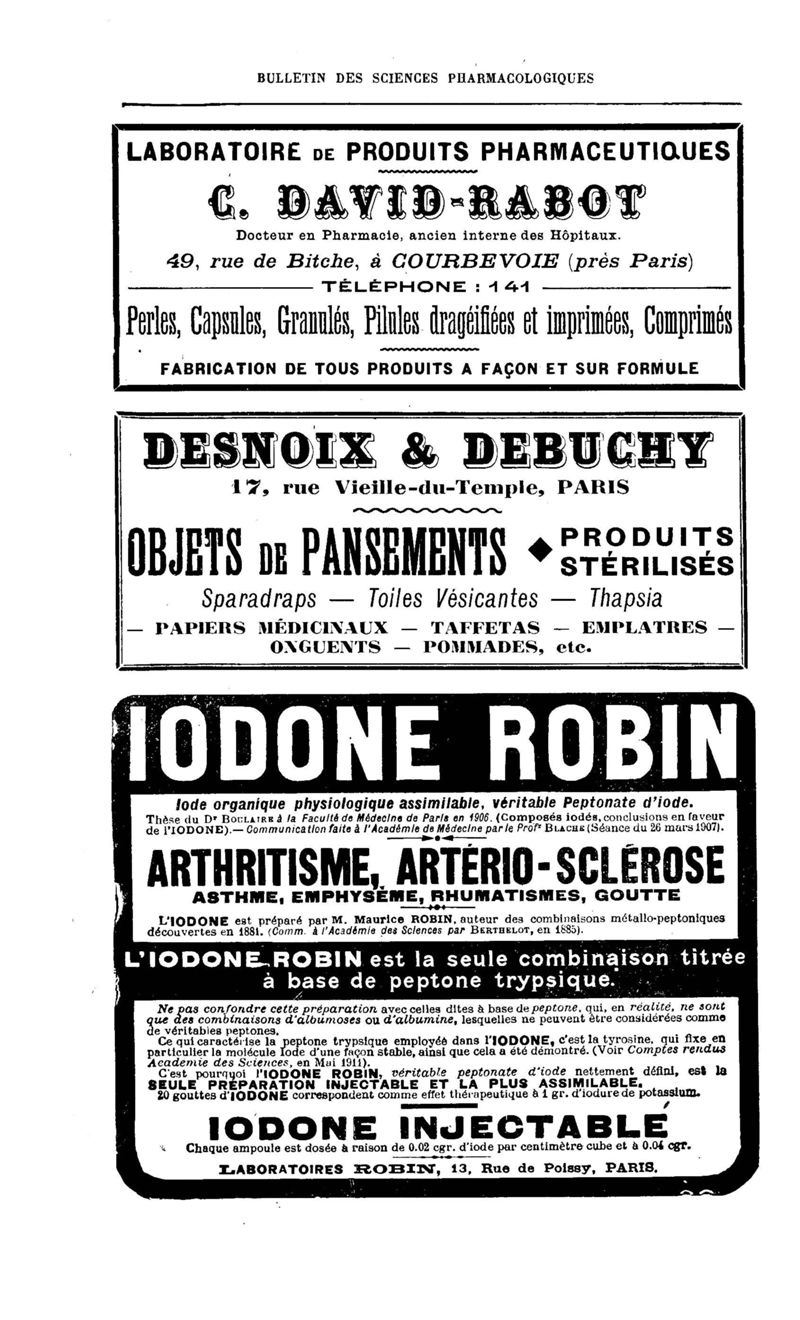 BULLETIN DES SCIENCES PHARMACOLOGIQUES
LABORATOIRE DE PRODUITS PHARMACEUTIQUES
C. DAVID-RABOT
Docteur en Pharmacie, ancien interne des Hôpitaux.
49, rue de Bitche, à COURBEVOIE (près Paris)
TÉLÉPHONE : 141
Perles, Capsules, Granulés, Pilules dragéifiées et imprimées, Comprimés
FABRICATION DE TOUS PRODUITS A FAÇON ET SUR FORMULE
DESNOIX & DEBUCHY
17, rue Vieille-du-Temple, PARIS
OBJETS DE PANSEMENTS ◆ PRODUITS STÉRILISÉS
Sparadraps — Toiles Vésicantes — Thapsia
— PAPIERS MÉDICINAUX — TAFFETAS — EMPLATRES —
ONGUENTS — POMMADES, etc.
IODONE ROBIN
Iode organique physiologique assimilable, véritable Peptonate d'iode.
Thèse du Dr BOULAIRE à la Faculté de Médecine de Paris en 1906. (Composés iodés, conclusions en faveur
de l'IODONE).— Communication faite à l'Académie de Médecine par le Profr BLACHE (Séance du 26 mars 1907).
ARTHRITISME, ARTÉRIO-SCLÉROSE
ASTHME, EMPHYSÈME, RHUMATISMES, GOUTTE
L'IODONE est préparé par M. Maurice ROBIN, auteur des combinaisons métallo-peptoniques
découvertes en 1881. (Comm. à l'Académie des Sciences par BERTHELOT, en 1885).
L'IODONE ROBIN est la seule combinaison titrée
à base de peptone trypsique.
Ne pas confondre cette préparation avec celles dites à base de peptone, qui, en réalité, ne sont
que des combinaisons d'albumoses ou d'albumine, lesquelles ne peuvent être considérées comme
de véritables peptones.
Ce qui caractérise la peptone trypsique employée dans l'IODONE, c'est la tyrosine, qui fixe en
particulier la molécule Iode d'une façon stable, ainsi que cela a été démontré. (Voir Comptes rendus
Academie des Sciences, en Mai 1911).
C'est pourquoi l'IODONE ROBIN, véritable peptonate d'iode nettement défini, est la
SEULE PRÉPARATION INJECTABLE ET LA PLUS ASSIMILABLE.
20 gouttes d'IODONE correspondent comme effet thérapeutique à 1 gr. d'iodure de potassium.
IODONE INJECTABLE
Chaque ampoule est dosée à raison de 0.02 cgr. d'iode par centimètre cube et à 0.04 cgr.
LABORATOIRES ROBIN, 13, Rue de Poissy, PARIS.